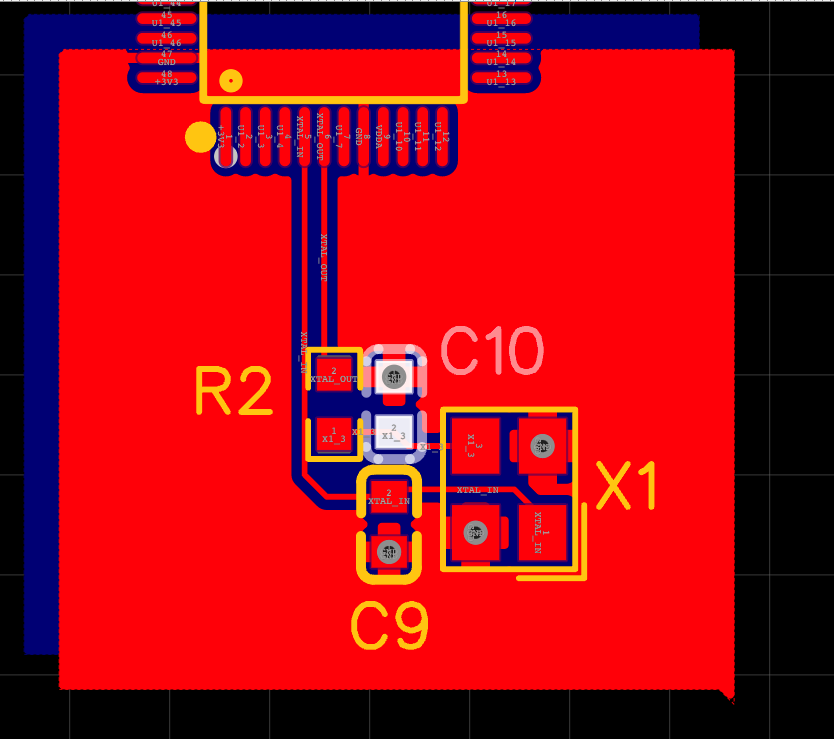 U1_44
45
U1_45
46
U1_46
47
GND
48
+3V3
U1_17
16
U1_16
15
U1_15
14
U1_14
13
U1_13
1
+3V3
2
U1_2
3
U1_3
4
U1_4
5
XTAL_IN
6
XTAL_OUT
7
U1_7
8
GND
9
VDDA
10
U1_10
11
U1_11
12
U1_12
XTAL_OUT
XTAL_IN
C10
R2
2
XTAL_OUT
1
X1_3
2
X1_3
3
X1_3
X1
2
XTAL_IN
XTAL_IN
1
XTAL_IN
C9